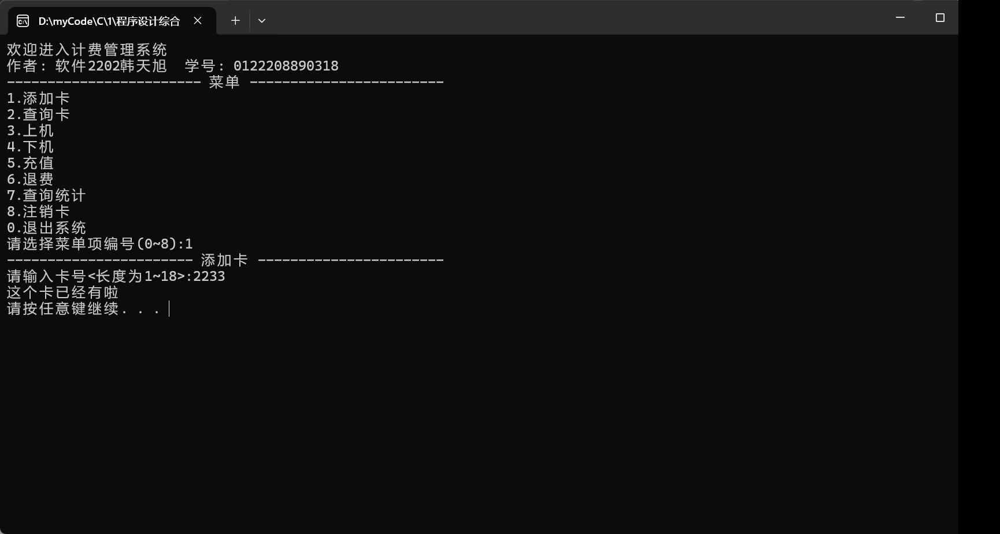 D:\myCode\C\1\程序设计综合
欢迎进入计费管理系统
作者: 软件2202韩天旭  学号: 0122208890318
------------------------ 菜单 ------------------------
1.添加卡
2.查询卡
3.上机
4.下机
5.充值
6.退费
7.查询统计
8.注销卡
0.退出系统
请选择菜单项编号(0~8):1
----------------------- 添加卡 -----------------------
请输入卡号<长度为1~18>:2233
这个卡已经有啦
请按任意键继续. . .